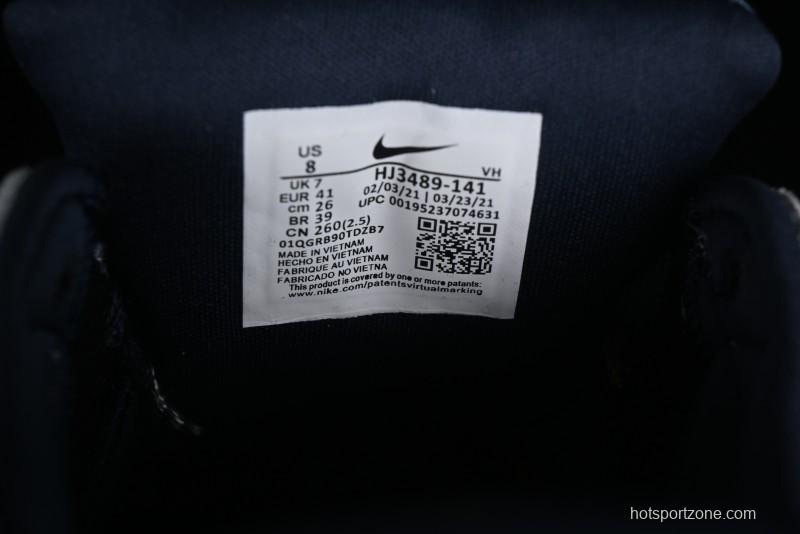 US
8
VH
UK 7
EUR 41
cm 26
BR 39
CN 260(2.5)
01QGRB90TDZB7
HJ3489-141
02/03/21 | 03/23/21
UPC 00195237074631
MADE IN VIETNAM
HECHO EN VIETNAM
FABRIQUE AU VIETNAM
FABRICADO NO VIETNA
This product is covered by one or more patents:
www.nike.com/patentsvirtualmarking
hotsportzone.com